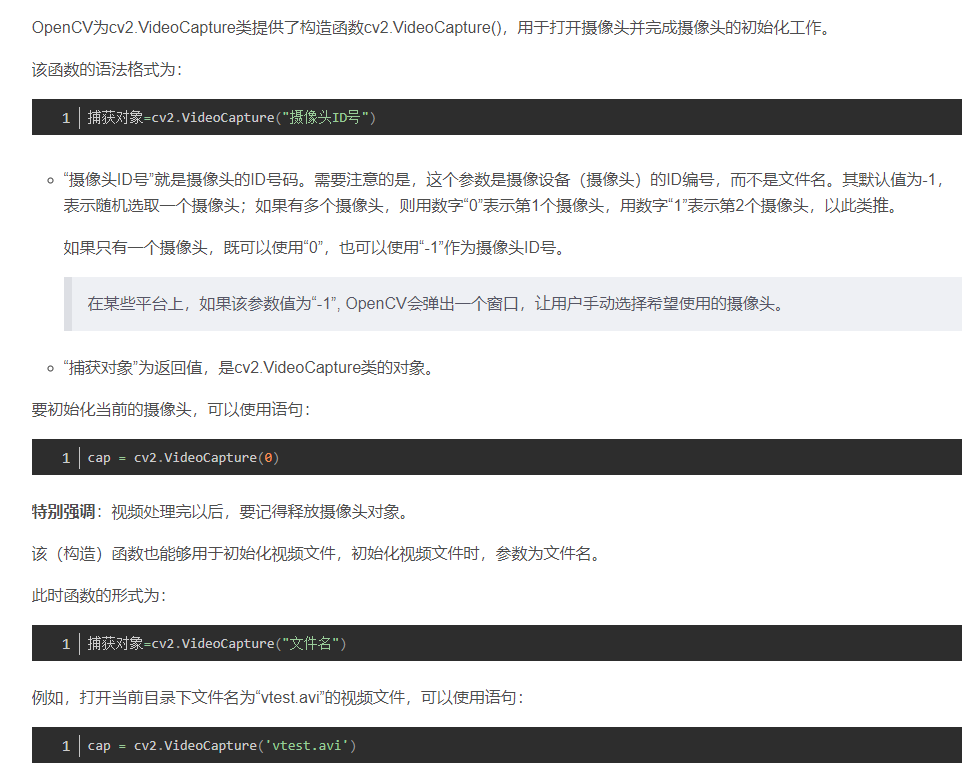 OpenCV为cv2.VideoCapture类提供了构造函数cv2.VideoCapture()，用于打开摄像头并完成摄像头的初始化工作。
该函数的语法格式为：
1 捕获对象=cv2.VideoCapture("摄像头ID号")
“摄像头ID号”就是摄像头的ID号码。需要注意的是，这个参数是摄像设备（摄像头）的ID编号，而不是文件名。其默认值为-1，
表示随机选取一个摄像头；如果有多个摄像头，则用数字“0”表示第1个摄像头，用数字“1”表示第2个摄像头，以此类推。
如果只有一个摄像头，既可以使用“0”，也可以使用“-1”作为摄像头ID号。
在某些平台上，如果该参数值为“-1”, OpenCV会弹出一个窗口，让用户手动选择希望使用的摄像头。
“捕获对象”为返回值，是cv2.VideoCapture类的对象。
要初始化当前的摄像头，可以使用语句：
1 cap = cv2.VideoCapture(0)
特别强调：视频处理完以后，要记得释放摄像头对象。
该（构造）函数也能够用于初始化视频文件，初始化视频文件时，参数为文件名。
此时函数的形式为：
1 捕获对象=cv2.VideoCapture("文件名")
例如，打开当前目录下文件名为“vtest.avi”的视频文件，可以使用语句：
1 cap = cv2.VideoCapture('vtest.avi')